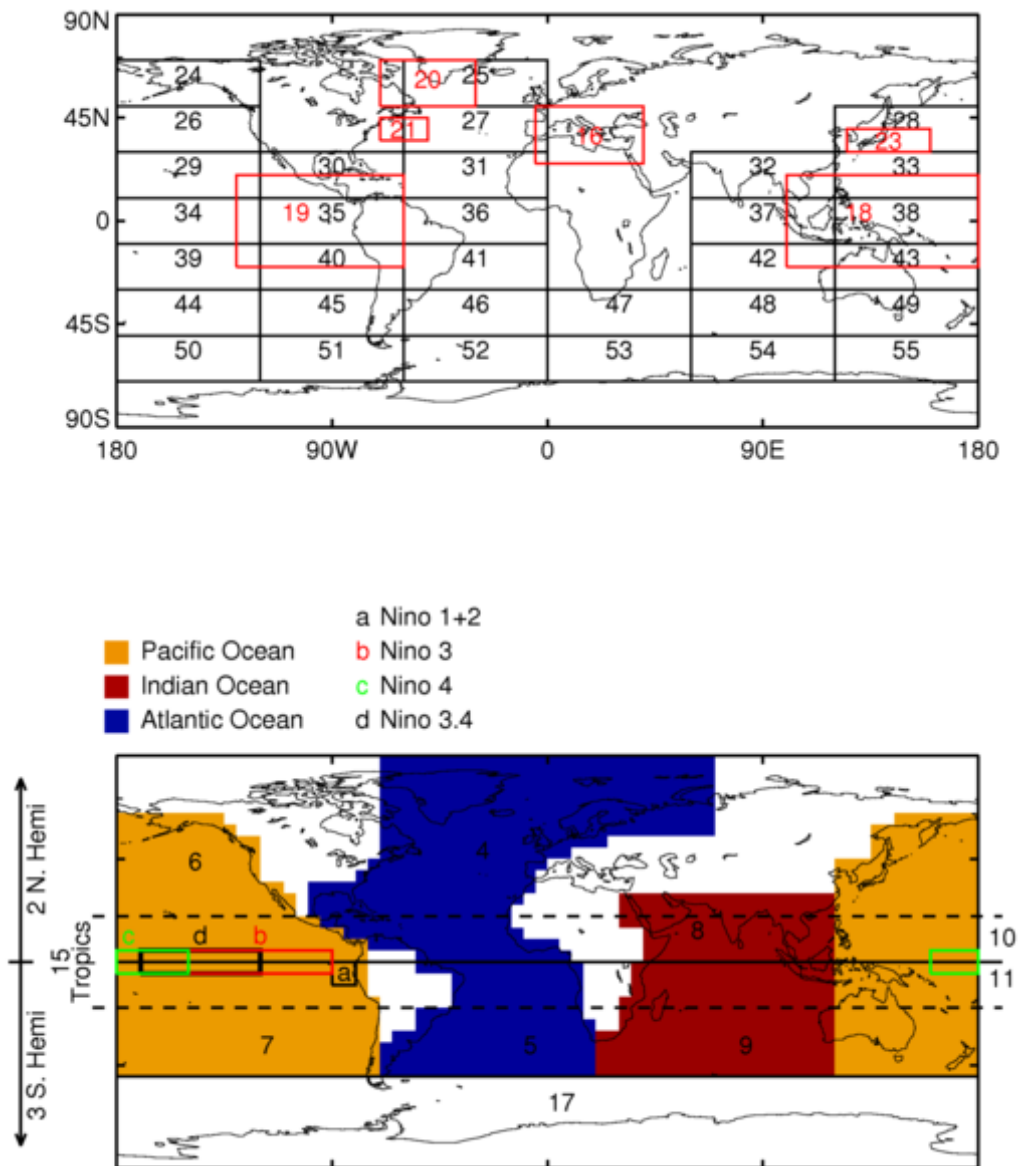 90N
24 20 25
45N 26 21 27 16 28 23
29 30 31 32 33
0 34 19 35 36 37 18 38
39 40 41 42 43
44 45 46 47 48 49
45S
50 51 52 53 54 55
90S
180 90W 0 90E 180
a Nino 1+2
Pacific Ocean b Nino 3
Indian Ocean c Nino 4
Atlantic Ocean d Nino 3.4
2 N. Hemi
15 Tropics
3 S. Hemi
6 4
c d b 8 10
a 11
7 5 9
17